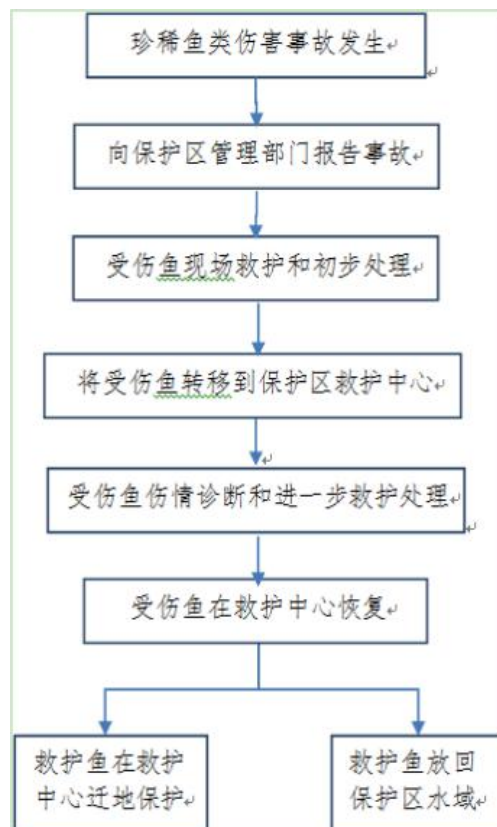 珍稀鱼类伤害事故发生
向保护区管理部门报告事故
受伤鱼现场救护和初步处理
将受伤鱼转移到保护区救护中心
受伤鱼伤情诊断和进一步救护处理
受伤鱼在救护中心恢复
救护鱼在救护
中心迁地保护
救护鱼放回
保护区水域